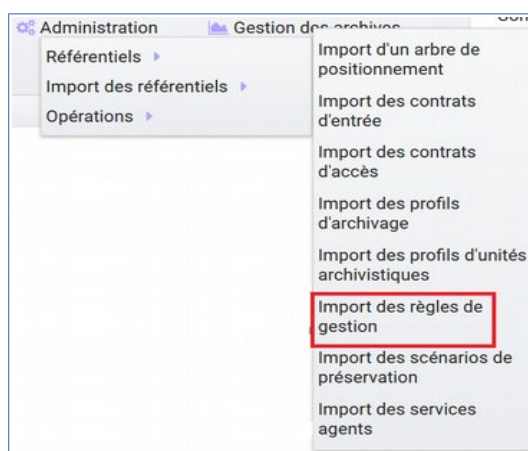 Administration
Gestion des archives
Référentiels
Import des référentiels
Opérations
Import d'un arbre de
positionnement
Import des contrats
d'entrée
Import des contrats
d'accès
Import des profils
d'archivage
Import des profils d'unités
archivistiques
Import des règles de
gestion
Import des scénarios de
préservation
Import des services
agents